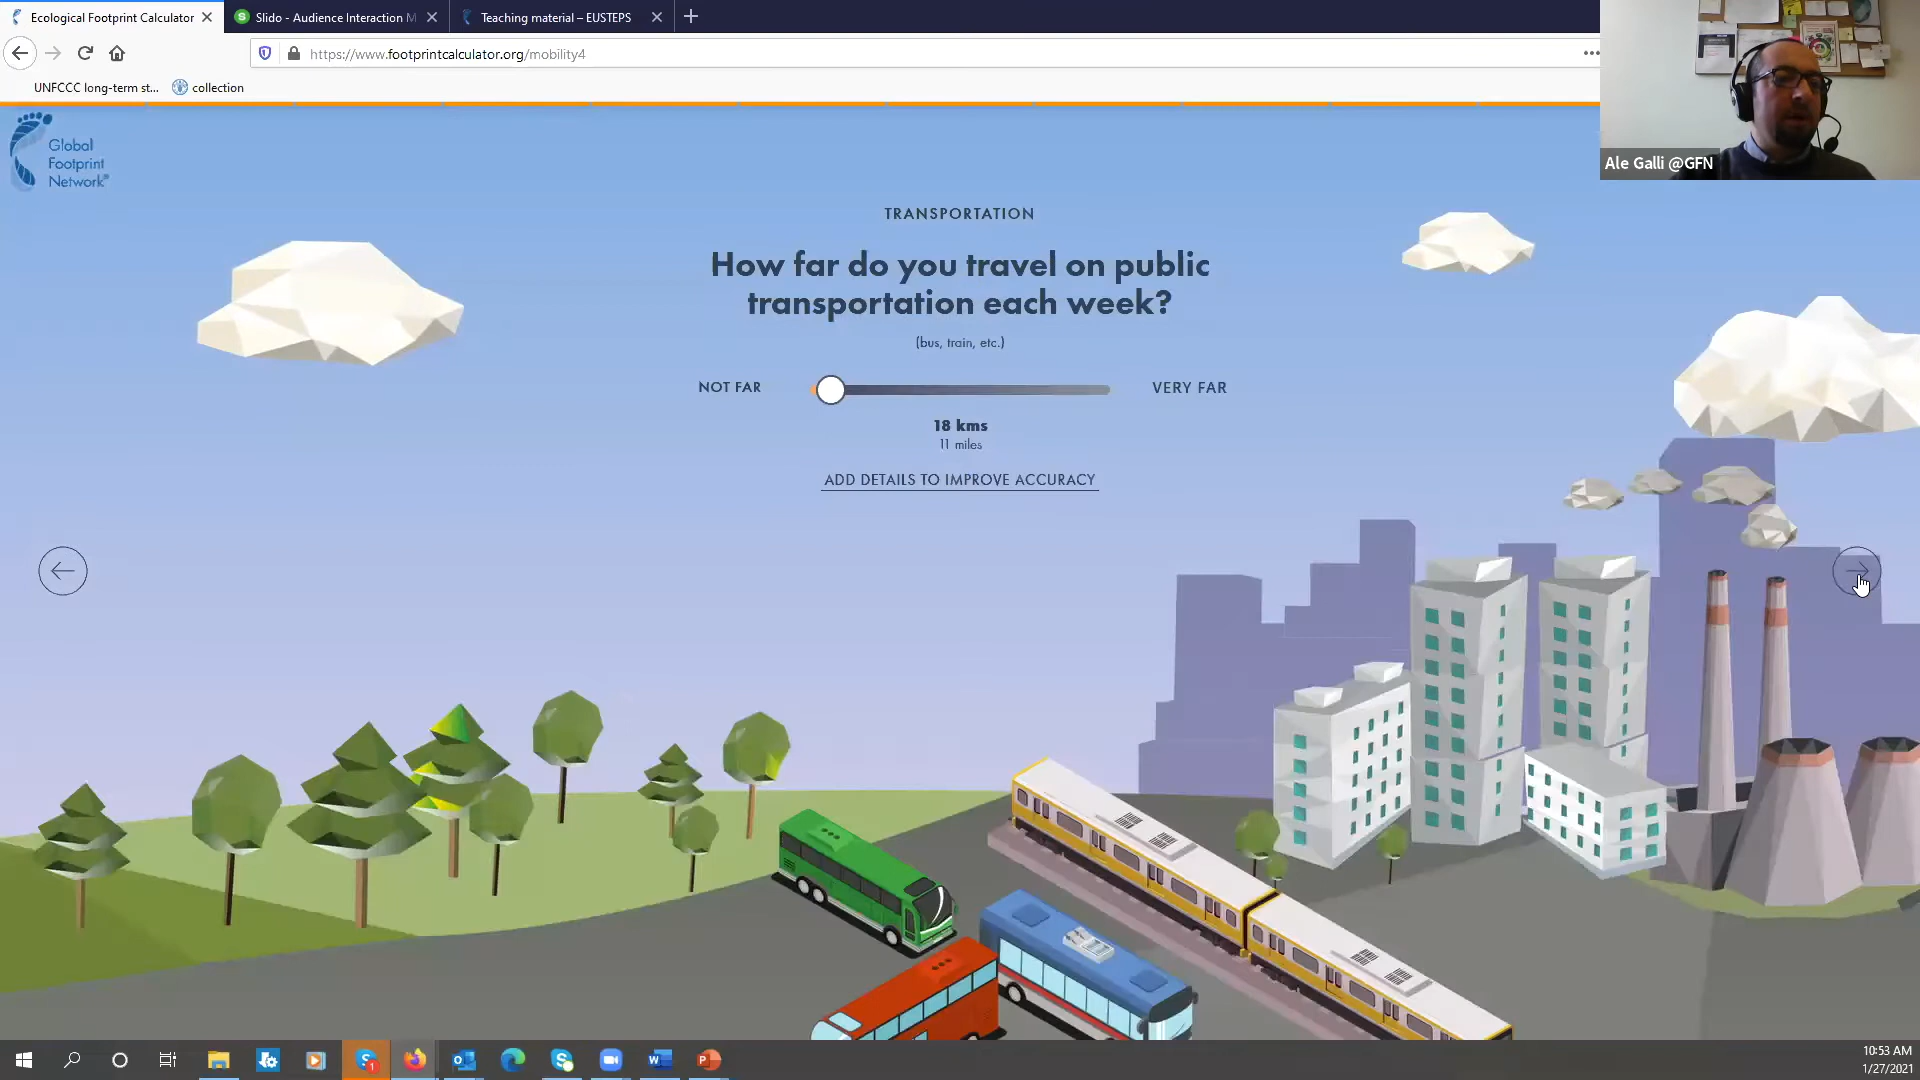 Ecological Footprint Calculator
Slido - Audience Interaction M
Teaching material – EUSTEPS
https://www.footprintcalculator.org/mobility4
UNFCCC long-term st...
collection
Ale Galli @GFN
Global
Footprint
Network®
TRANSPORTATION
How far do you travel on public
transportation each week?
(bus, train, etc.)
NOT FAR
VERY FAR
18 kms
11 miles
ADD DETAILS TO IMPROVE ACCURACY
10:53 AM
1/27/2021